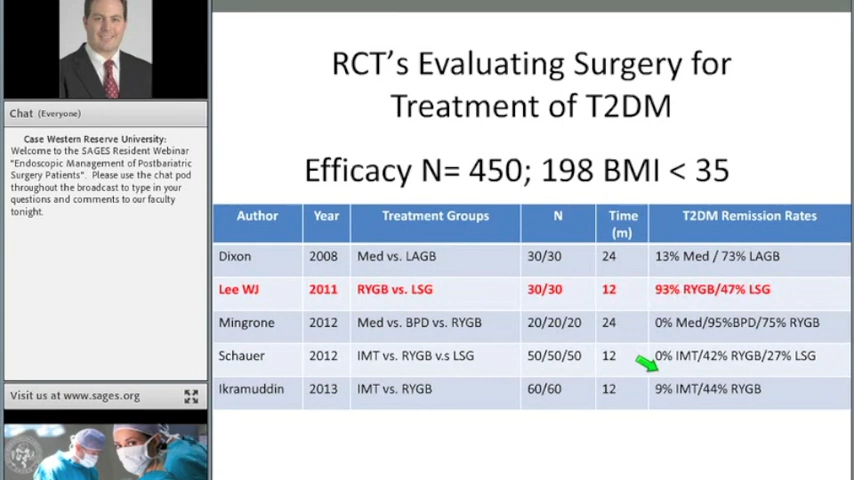 Chat (Everyone)
Case Western Reserve University:
Welcome to the SAGES Resident Webinar
"Endoscopic Management of Postbariatric
Surgery Patients". Please use the chat pod
throughout the broadcast to type in your
questions and comments to our faculty
tonight.
Visit us at www.sages.org
RCT's Evaluating Surgery for
Treatment of T2DM
Efficacy N= 450; 198 BMI < 35
Author Year Treatment Groups N Time (m) T2DM Remission Rates
Dixon 2008 Med vs. LAGB 30/30 24 13% Med / 73% LAGB
Lee WJ 2011 RYGB vs. LSG 30/30 12 93% RYGB/47% LSG
Mingrone 2012 Med vs. BPD vs. RYGB 20/20/20 24 0% Med/95%BPD/75% RYGB
Schauer 2012 IMT vs. RYGB v.s LSG 50/50/50 12 0% IMT/42% RYGB/27% LSG
Ikramuddin 2013 IMT vs. RYGB 60/60 12 9% IMT/44% RYGB